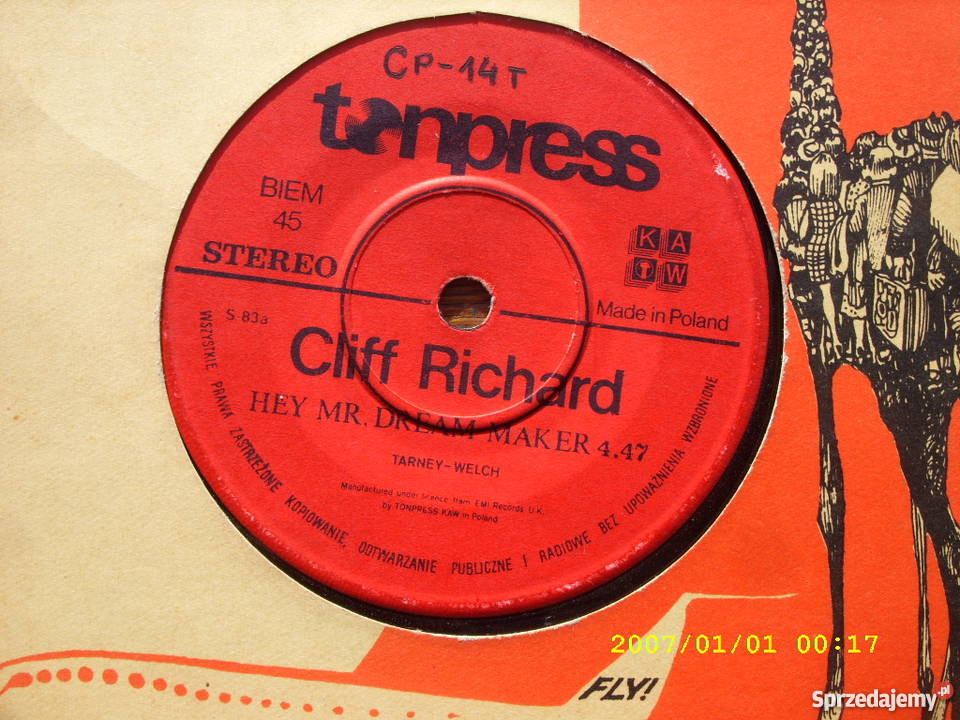 CP-14T
tonpress
BIEM
45
STEREO
KAW
Made in Poland
S 83a
Cliff Richard
HEY MR. DREAM MAKER 4.47
TARNEY-WELCH
Manufactured under licence from EMI Records U.K.
by TONPRESS KAW in Poland
WSZYSTKIE PRAWA ZASTRZEŻONE KOPIOWANIE, ODTWARZANIE PUBLICZNE I RADIOWE BEZ UPOWAŻNIENIA WZBRONIONE
FLY!
2007/01/01 00:17
Sprzedajemy.pl